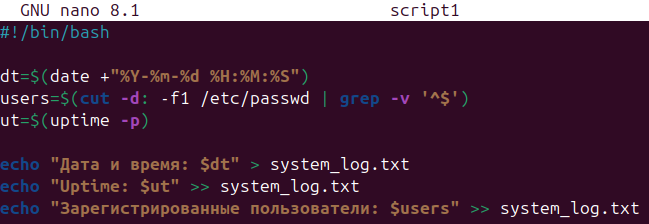 GNU nano 8.1 script1
#!/bin/bash
dt=$(date +"%Y-%m-%d %H:%M:%S")
users=$(cut -d: -f1 /etc/passwd | grep -v '^$')
ut=$(uptime -p)
echo "Дата и время: $dt" > system_log.txt
echo "Uptime: $ut" >> system_log.txt
echo "Зарегистрированные пользователи: $users" >> system_log.txt